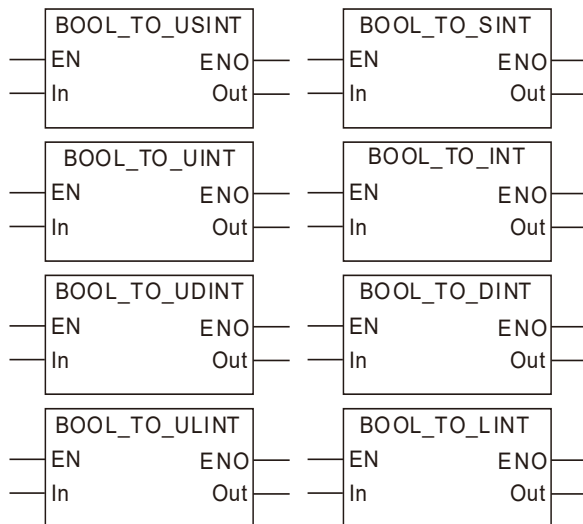 BOOL_TO_USINT
EN ENO
In Out
BOOL_TO_SINT
EN ENO
In Out
BOOL_TO_UINT
EN ENO
In Out
BOOL_TO_INT
EN ENO
In Out
BOOL_TO_UDINT
EN ENO
In Out
BOOL_TO_DINT
EN ENO
In Out
BOOL_TO_ULINT
EN ENO
In Out
BOOL_TO_LINT
EN ENO
In Out